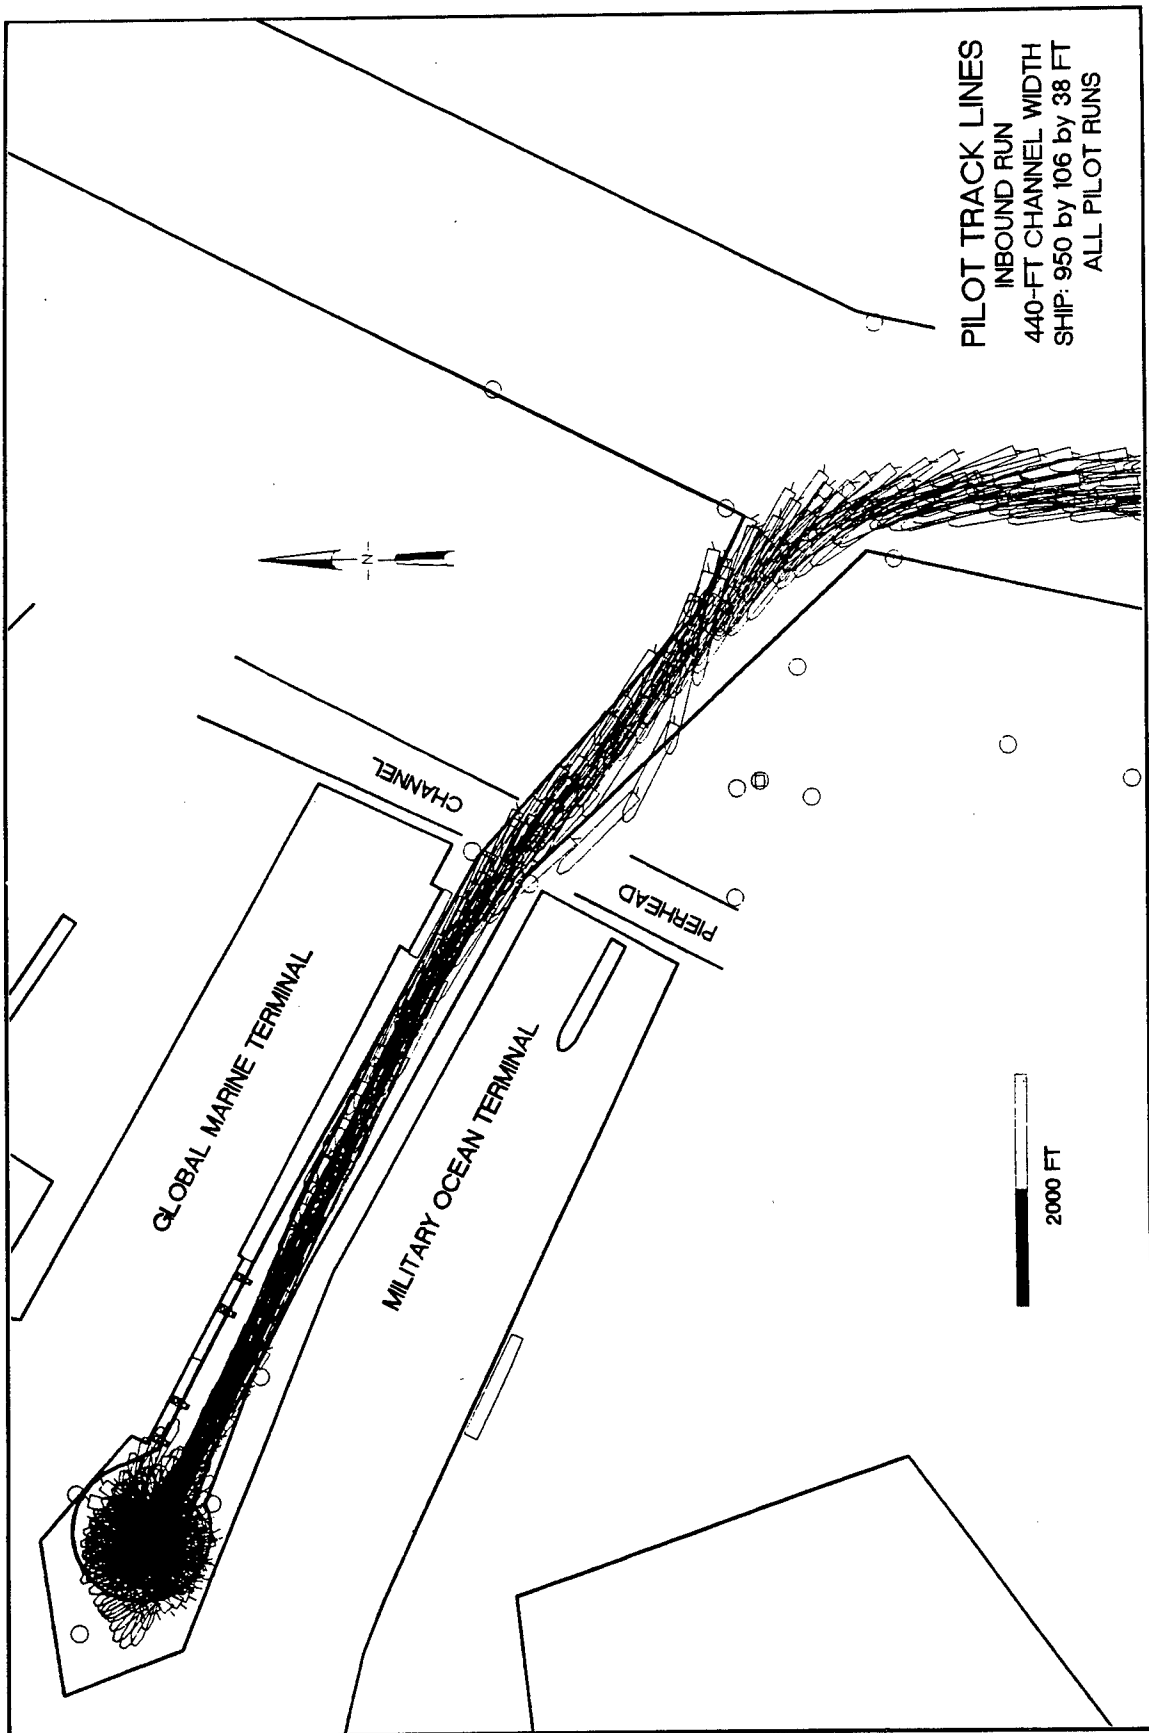 PILOT TRACK LINES
INBOUND RUN
440-FT CHANNEL WIDTH
SHIP: 950 by 106 by 38 FT
ALL PILOT RUNS
N
CHANNEL
PIERHEAD
GLOBAL MARINE TERMINAL
MILITARY OCEAN TERMINAL
2000 FT